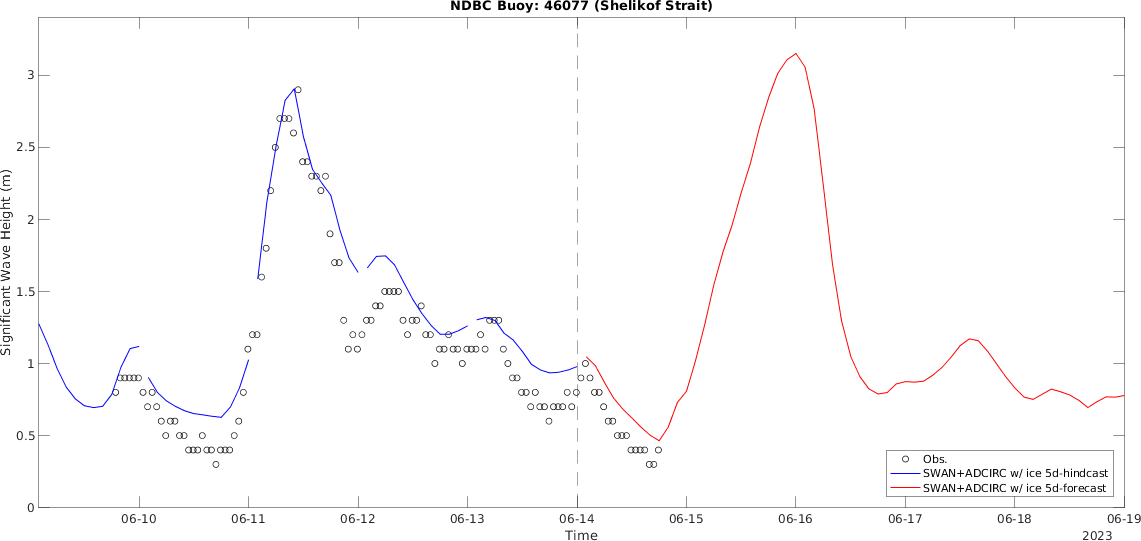 NDBC Buoy: 46077 (Shelikof Strait)
Significant Wave Height (m)
3
2.5
2
1.5
1
0.5
0
Obs.
SWAN+ADCIRC w/ ice 5d-hindcast
SWAN+ADCIRC w/ ice 5d-forecast
06-10 06-11 06-12 06-13 06-14 06-15 06-16 06-17 06-18 06-19
Time
2023